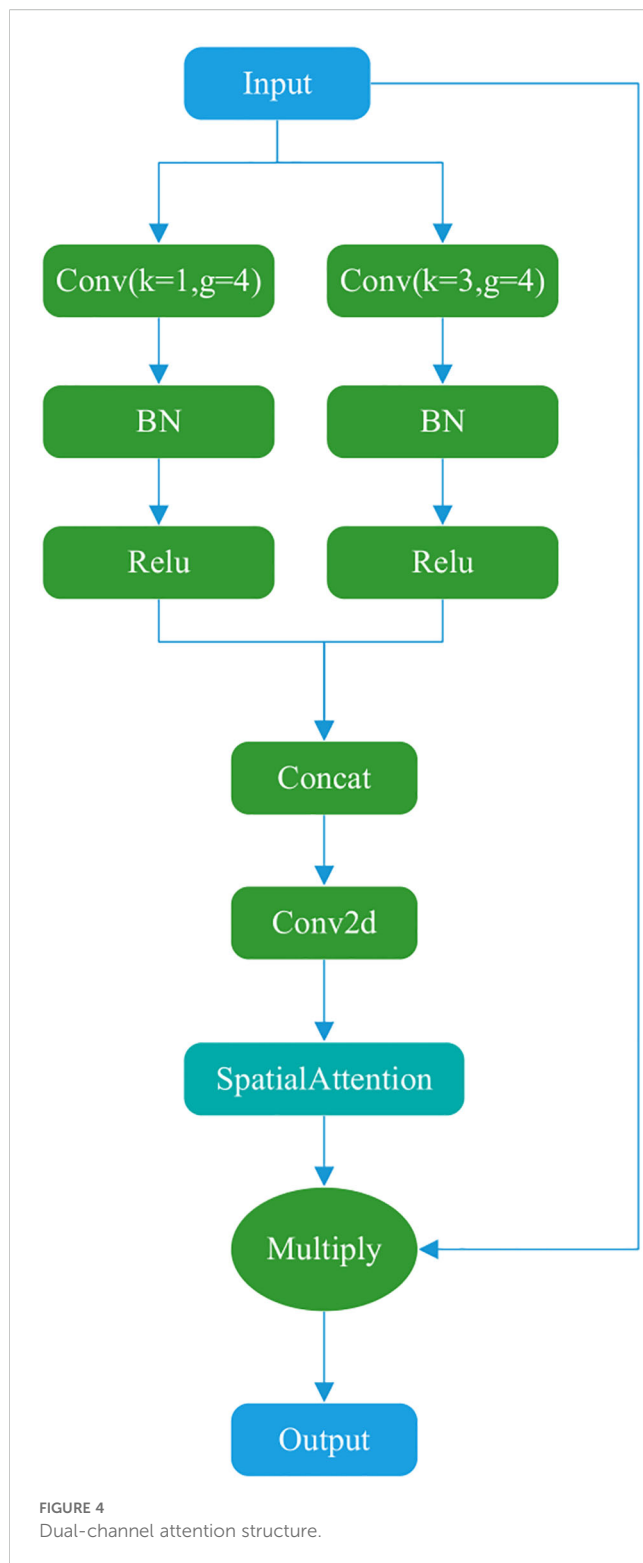 Input
Conv(k=1,g=4)
Conv(k=3,g=4)
BN
BN
Relu
Relu
Concat
Conv2d
SpatialAttention
Multiply
Output
FIGURE 4
Dual-channel attention structure.